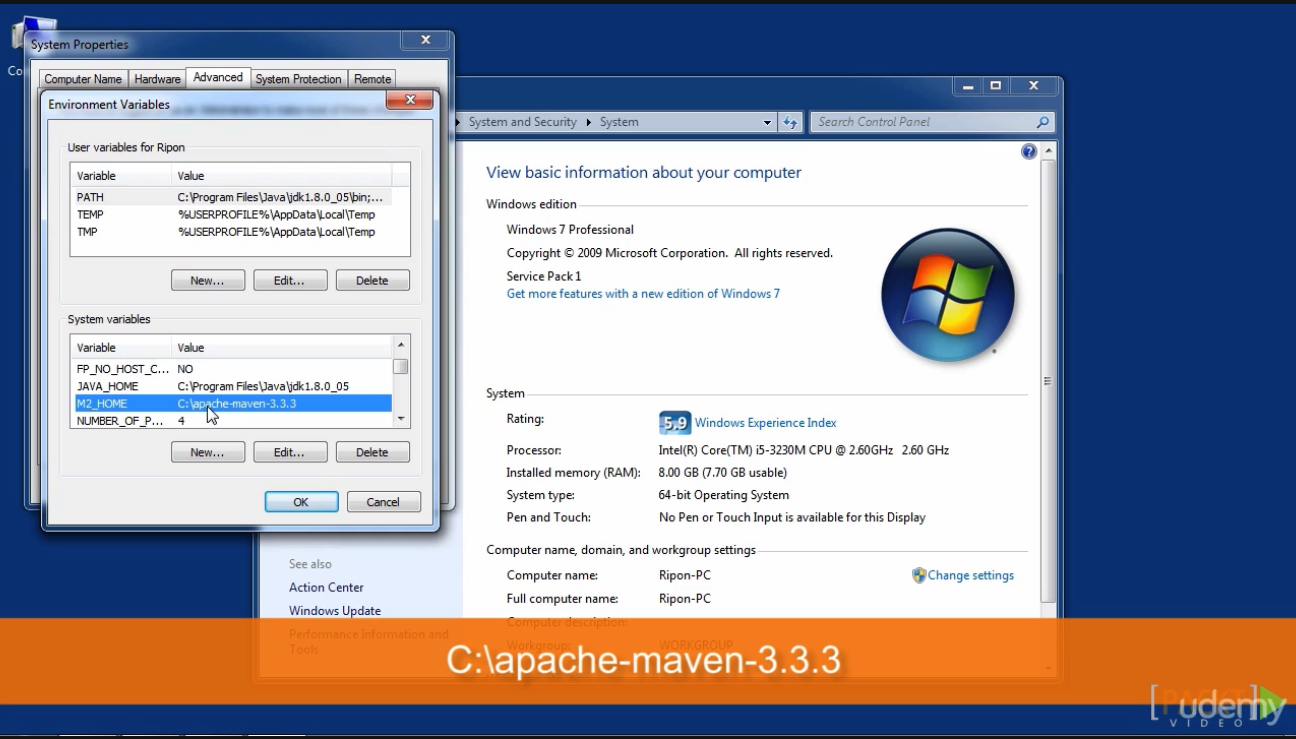 Co
System Properties
Computer Name Hardware Advanced System Protection Remote
Environment Variables
User variables for Ripon
Variable Value
PATH C:\Program Files\Java\jdk1.8.0_05\bin;...
TEMP %USERPROFILE%\AppData\Local\Temp
TMP %USERPROFILE%\AppData\Local\Temp
New... Edit... Delete
System variables
Variable Value
FP_NO_HOST_C... NO
JAVA_HOME C:\Program Files\Java\jdk1.8.0_05
M2_HOME C:\apache-maven-3.3.3
NUMBER_OF_P... 4
New... Edit... Delete
OK Cancel
System and Security System
Search Control Panel
View basic information about your computer
Windows edition
Windows 7 Professional
Copyright © 2009 Microsoft Corporation. All rights reserved.
Service Pack 1
Get more features with a new edition of Windows 7
System
Rating: 5,9 Windows Experience Index
Processor: Intel(R) Core(TM) i5-3230M CPU @ 2.60GHz 2.60 GHz
Installed memory (RAM): 8.00 GB (7.70 GB usable)
System type: 64-bit Operating System
Pen and Touch: No Pen or Touch Input is available for this Display
Computer name, domain, and workgroup settings
Computer name: Ripon-PC
Change settings
Full computer name: Ripon-PC
Computer description:
Workgroup: WORKGROUP
See also
Action Center
Windows Update
Performance Information and
Tools
C:\apache-maven-3.3.3
PACKT
VIDEO
udemy